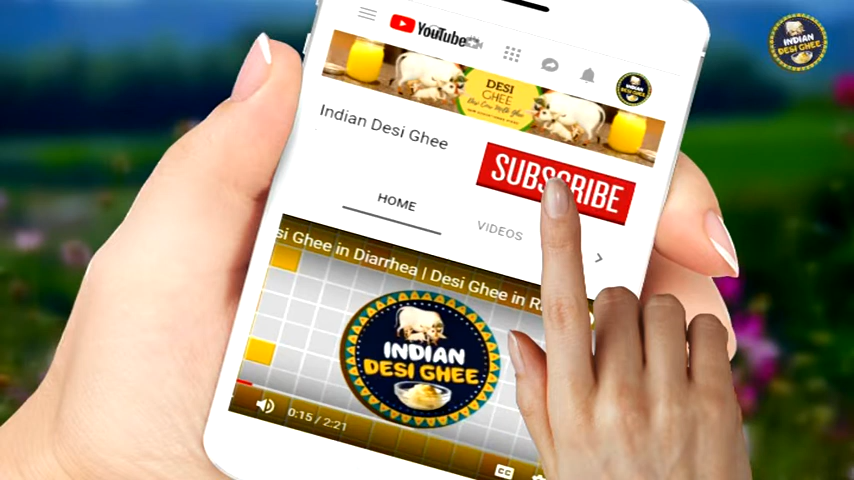 YouTube
INDIAN
DESI GHEE
DESI
GHEE
INDIAN
DESI GHEE
Indian Desi Ghee
SUBSCRIBE
HOME
VIDEOS
si Ghee in Diarrhea | Desi Ghee in R
INDIAN
DESI GHEE
0:15 / 2:21
CC